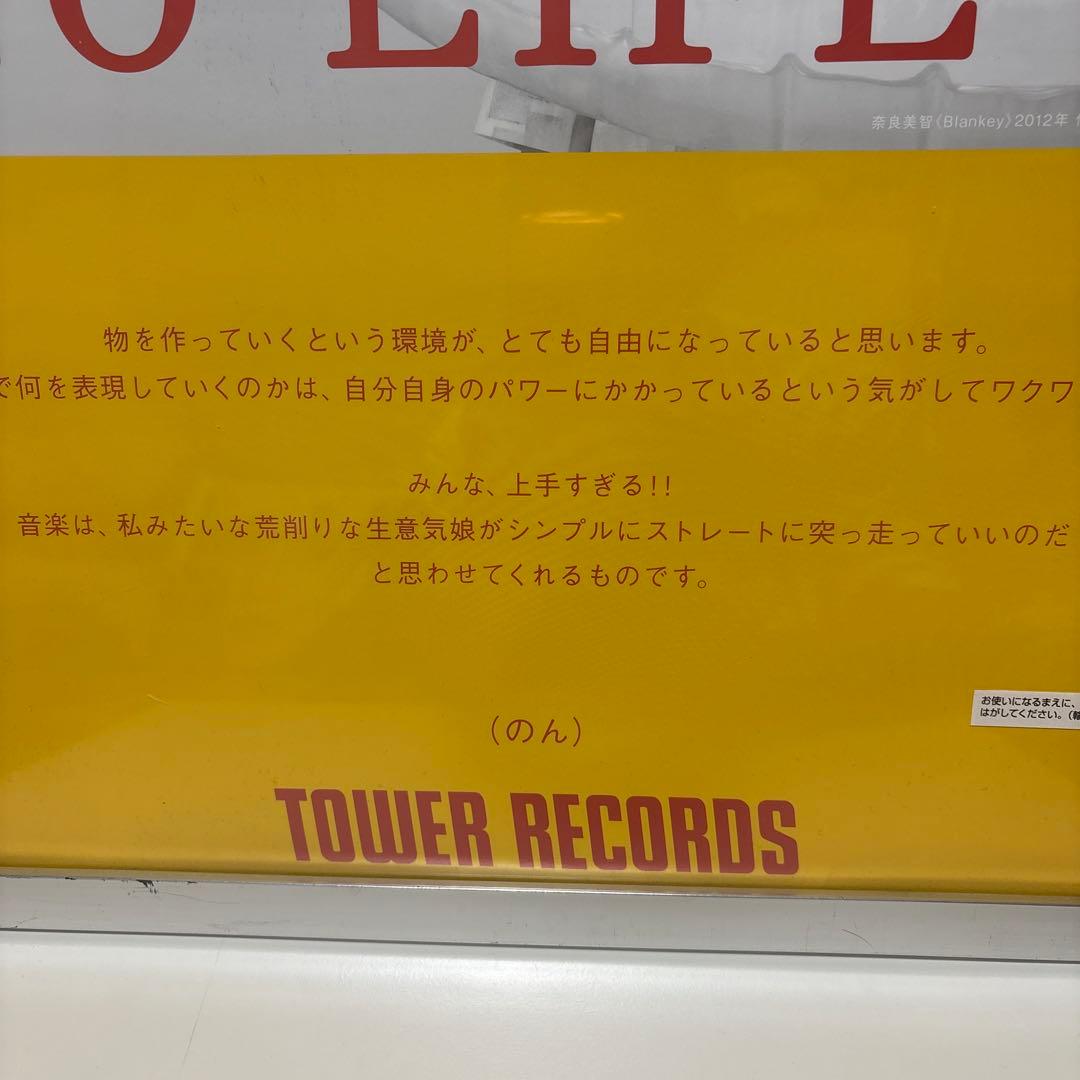 O LIFE
奈良美智《Blankey》2012年
物を作っていくという環境が、とても自由になっていると思います。
で何を表現していくのかは、自分自身のパワーにかかっているという気がしてワクワ
みんな、上手すぎる!!
音楽は、私みたいな荒削りな生意気娘がシンプルにストレートに突っ走っていいのだ
と思わせてくれるものです。
お使いになるまえに、
はがしてください。(輸
(のん)
TOWER RECORDS